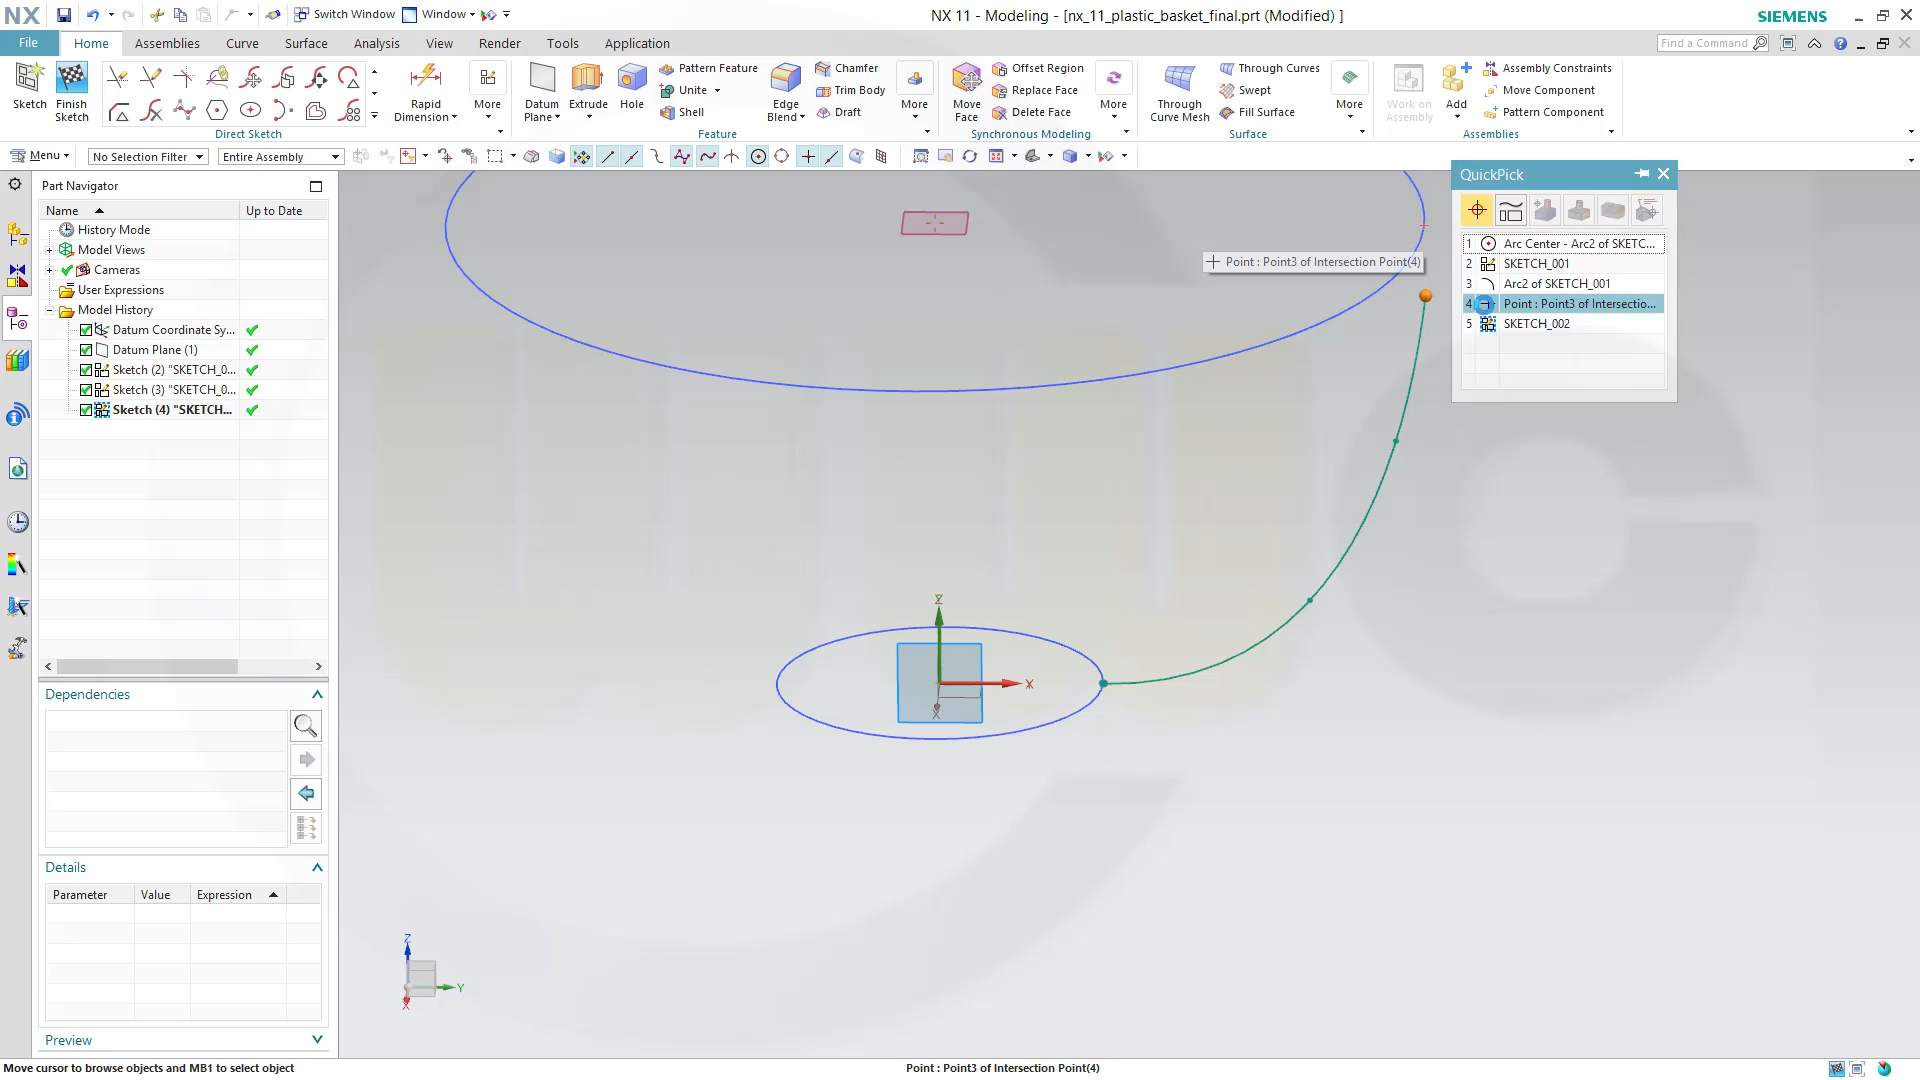 NX
Switch Window
Window
NX 11 - Modeling - [nx_11_plastic_basket_final.prt (Modified) ]
SIEMENS
File
Home
Assemblies
Curve
Surface
Analysis
View
Render
Tools
Application
Find a Command
Sketch
Finish Sketch
Direct Sketch
Rapid Dimension
More
Datum Plane
Extrude
Hole
Pattern Feature
Unite
Shell
Edge Blend
Chamfer
Trim Body
Draft
More
Feature
Move Face
Offset Region
Replace Face
Delete Face
More
Synchronous Modeling
Through Curve Mesh
Through Curves
Swept
Fill Surface
More
Surface
Work on Assembly
Add
Assembly Constraints
Move Component
Pattern Component
Assemblies
Menu
No Selection Filter
Entire Assembly
Part Navigator
Name
Up to Date
History Mode
Model Views
Cameras
User Expressions
Model History
Datum Coordinate Sy...
Datum Plane (1)
Sketch (2) "SKETCH_0...
Sketch (3) "SKETCH_0...
Sketch (4) "SKETCH...
Dependencies
Details
Parameter
Value
Expression
Preview
QuickPick
1 Arc Center - Arc2 of SKETC...
2 SKETCH_001
3 Arc2 of SKETCH_001
4 Point : Point3 of Intersectio...
5 SKETCH_002
Point : Point3 of Intersection Point(4)
Z
X
X
Z
Y
X
Move cursor to browse objects and MB1 to select object
Point : Point3 of Intersection Point(4)